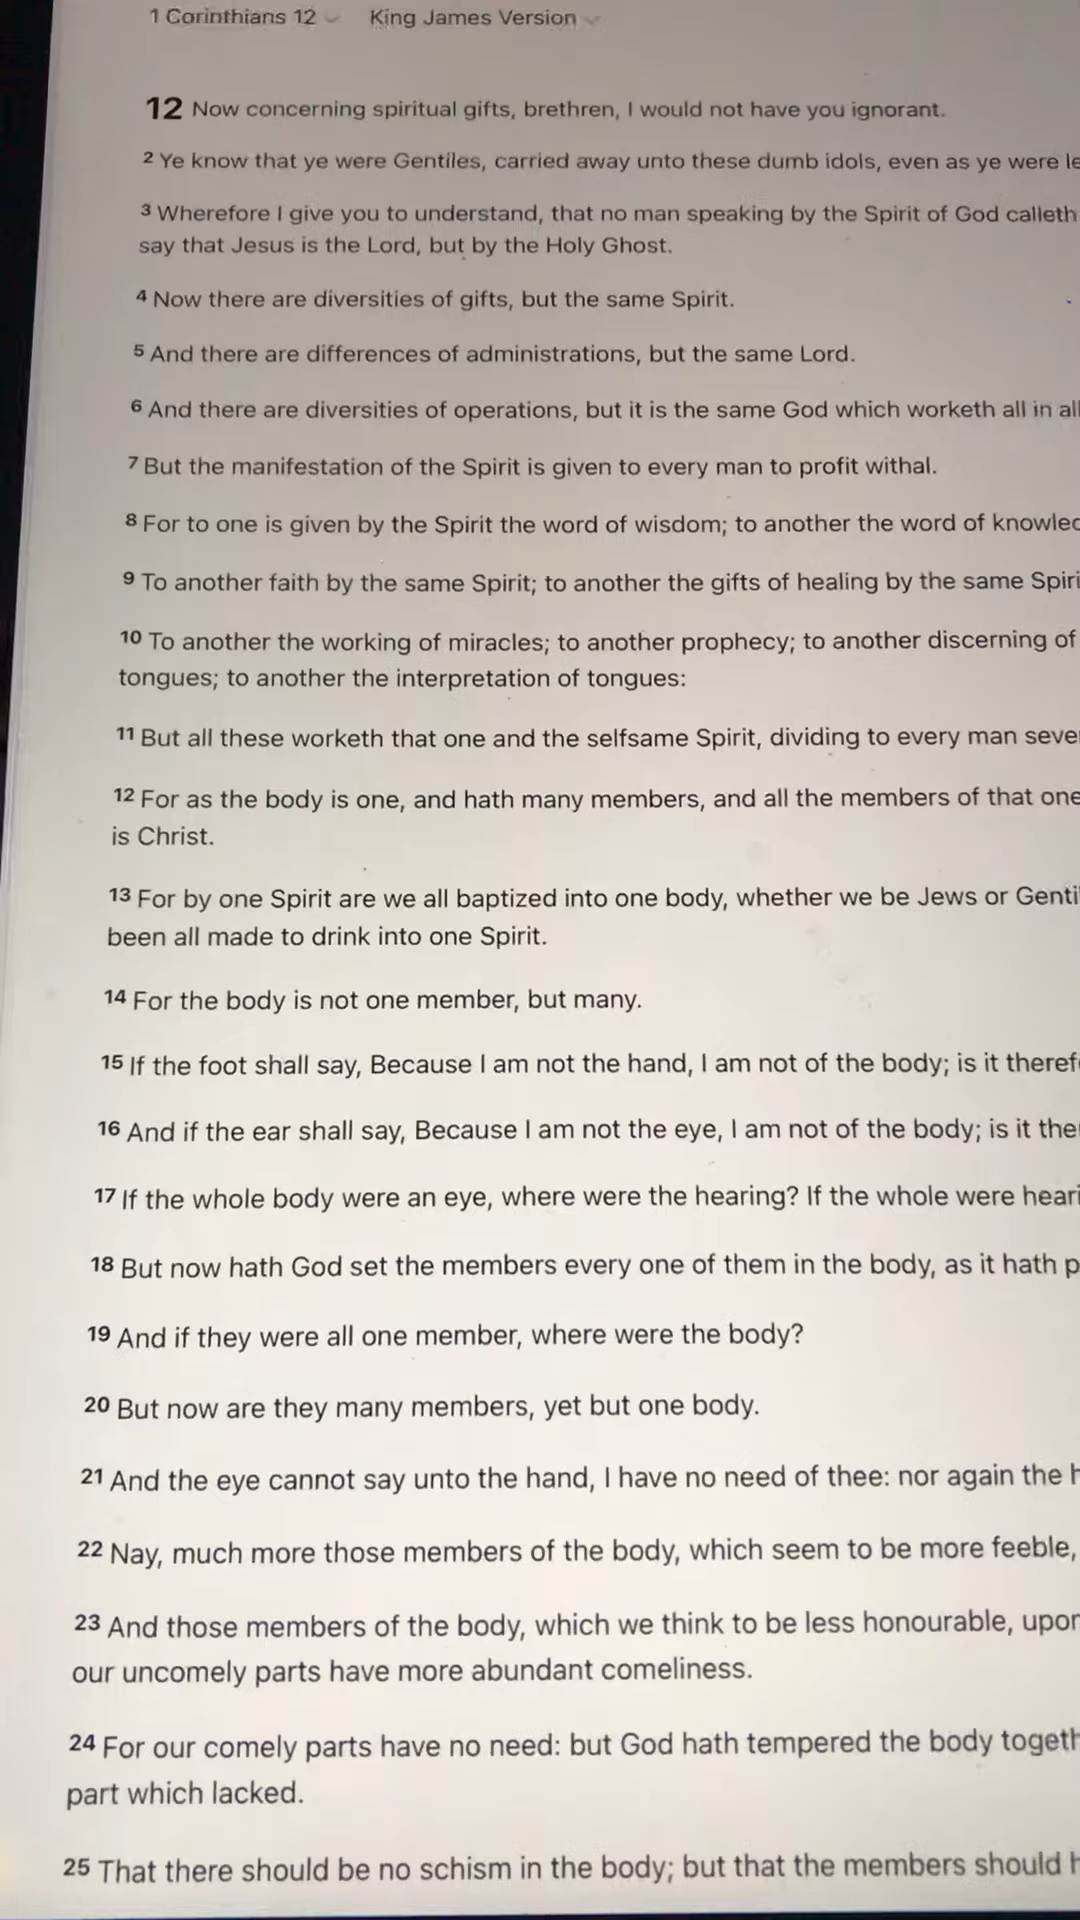 1 Corinthians 12 King James Version
12 Now concerning spiritual gifts, brethren, I would not have you ignorant.
2 Ye know that ye were Gentiles, carried away unto these dumb idols, even as ye were
3 Wherefore I give you to understand, that no man speaking by the Spirit of God calleth
say that Jesus is the Lord, but by the Holy Ghost.
4 Now there are diversities of gifts, but the same Spirit.
5 And there are differences of administrations, but the same Lord.
6 And there are diversities of operations, but it is the same God which worketh all in all
7 But the manifestation of the Spirit is given to every man to profit withal.
8 For to one is given by the Spirit the word of wisdom; to another the word of
9 To another faith by the same Spirit; to another the gifts of healing by the same
10 To another the working of miracles; to another prophecy; to another discerning of
tongues; to another the interpretation of tongues:
11 But all these worketh that one and the selfsame Spirit, dividing to every man
12 For as the body is one, and hath many members, and all the members of that one
is Christ.
13 For by one Spirit are we all baptized into one body, whether we be Jews or
been all made to drink into one Spirit.
14 For the body is not one member, but many.
15 If the foot shall say, Because I am not the hand, I am not of the body; is it
16 And if the ear shall say, Because I am not the eye, I am not of the body; is it
17 If the whole body were an eye, where were the hearing? If the whole were
18 But now hath God set the members every one of them in the body, as it hath
19 And if they were all one member, where were the body?
20 But now are they many members, yet but one body.
21 And the eye cannot say unto the hand, I have no need of thee: nor again the
22 Nay, much more those members of the body, which seem to be more feeble,
23 And those members of the body, which we think to be less honourable,
our uncomely parts have more abundant comeliness.
24 For our comely parts have no need: but God hath tempered the body
part which lacked.
25 That there should be no schism in the body; but that the members should